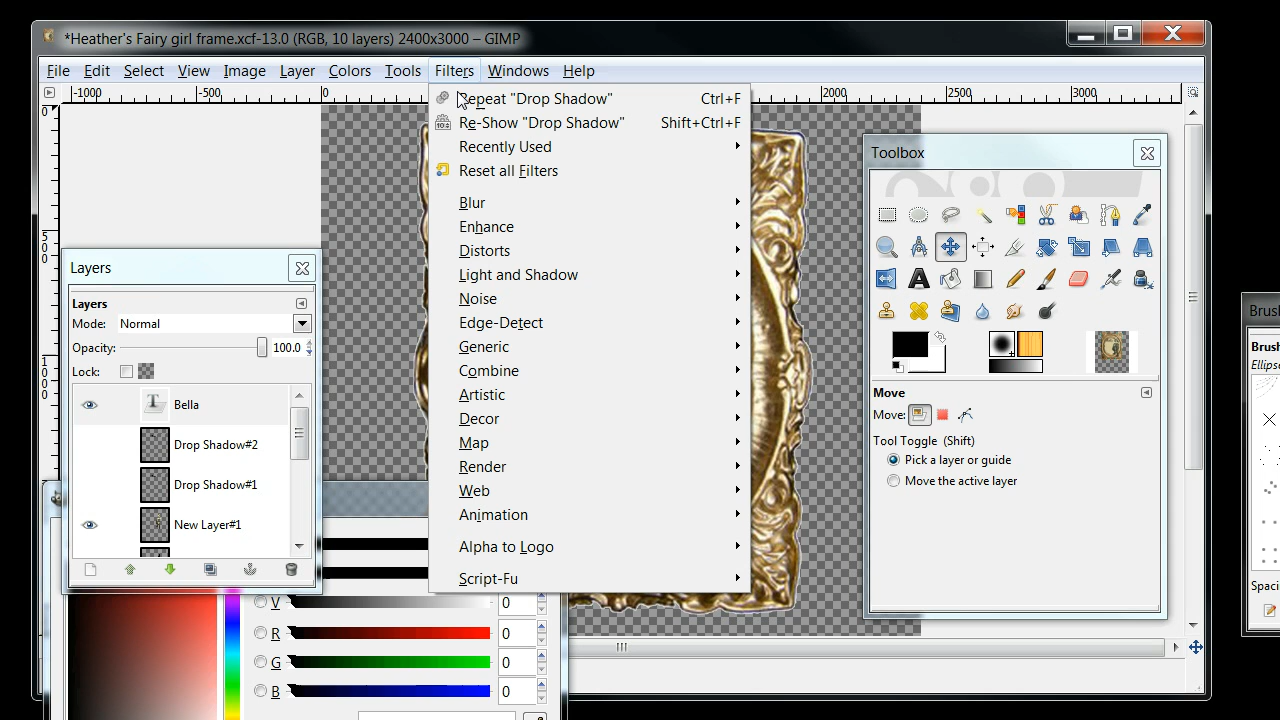 *Heather's Fairy girl frame.xcf-13.0 (RGB, 10 layers) 2400x3000 – GIMP
File Edit Select View Image Layer Colors Tools Filters Windows Help
-1000 -500 0 2000 2500 3000
0
500
1000
Repeat "Drop Shadow" Ctrl+F
Re-Show "Drop Shadow" Shift+Ctrl+F
Recently Used
Reset all Filters
Blur
Enhance
Distorts
Light and Shadow
Noise
Edge-Detect
Generic
Combine
Artistic
Decor
Map
Render
Web
Animation
Alpha to Logo
Script-Fu
Layers
Layers
Mode: Normal
Opacity: 100.0
Lock:
Bella
Drop Shadow#2
Drop Shadow#1
New Layer#1
V 0
R 0
G 0
B 0
Toolbox
Move
Move:
Tool Toggle (Shift)
Pick a layer or guide
Move the active layer
Brush
Brush
Ellipse
Spaci